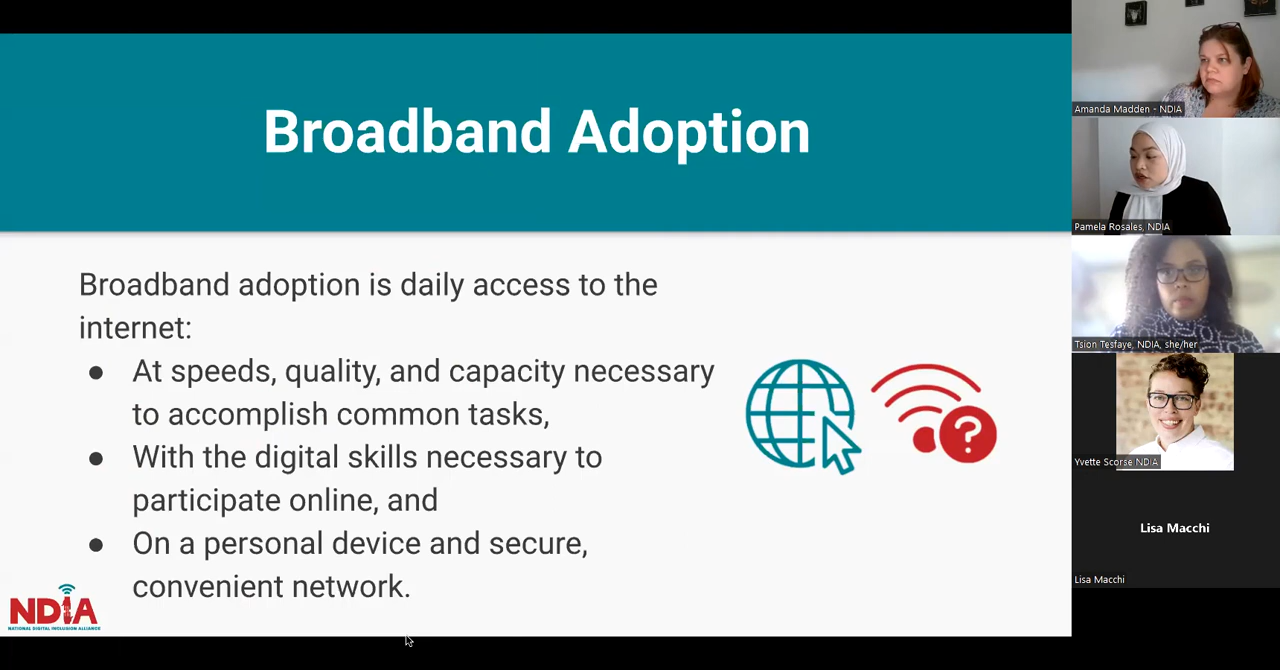 Broadband Adoption
Broadband adoption is daily access to the
internet:
● At speeds, quality, and capacity necessary
to accomplish common tasks,
● With the digital skills necessary to
participate online, and
● On a personal device and secure,
convenient network.
?
NDIA
NATIONAL DIGITAL INCLUSION ALLIANCE
Amanda Madden - NDIA
Pamela Rosales, NDIA
Tsion Tesfaye, NDIA, she/her
Yvette Scorse NDIA
Lisa Macchi
Lisa Macchi